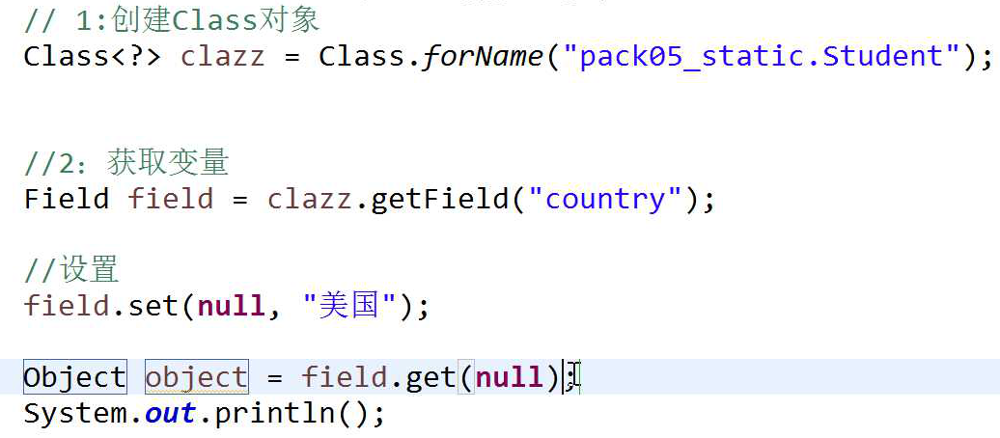 // 1:创建Class对象
Class<?> clazz = Class.forName("pack05_static.Student");
//2：获取变量
Field field = clazz.getField("country");
//设置
field.set(null, "美国");
Object object = field.get(null);
System.out.println();